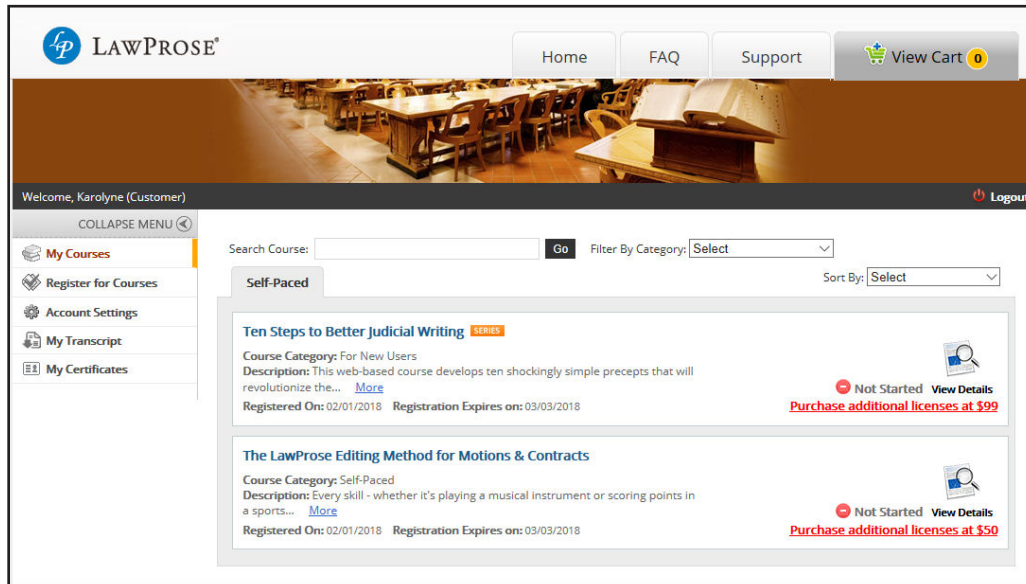 LP LAWPROSE®
Home FAQ Support View Cart 0
Welcome, Karolyne (Customer) Logout
COLLAPSE MENU
My Courses
Register for Courses
Account Settings
My Transcript
My Certificates
Search Course: Go Filter By Category: Select
Self-Paced Sort By: Select
Ten Steps to Better Judicial Writing SERIES
Course Category: For New Users
Description: This web-based course develops ten shockingly simple precepts that will
revolutionize the... More
Not Started View Details
Registered On: 02/01/2018 Registration Expires on: 03/03/2018
Purchase additional licenses at $99
The LawProse Editing Method for Motions & Contracts
Course Category: Self-Paced
Description: Every skill - whether it's playing a musical instrument or scoring points in
a sports... More
Not Started View Details
Registered On: 02/01/2018 Registration Expires on: 03/03/2018
Purchase additional licenses at $50